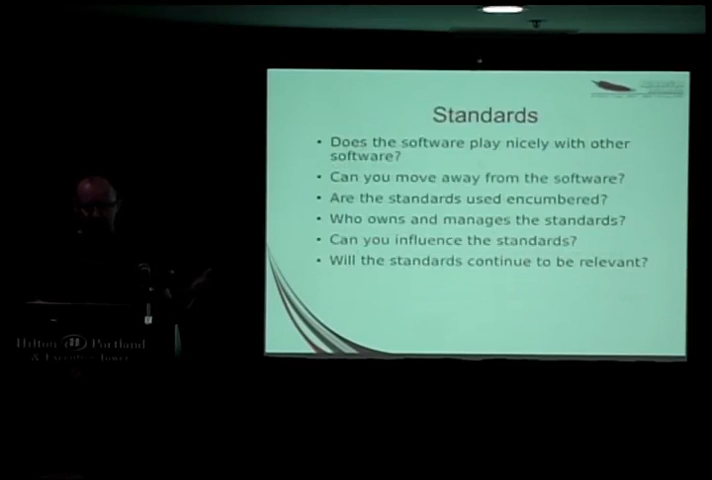 Standards
• Does the software play nicely with other
software?
• Can you move away from the software?
• Are the standards used encumbered?
• Who owns and manages the standards?
• Can you influence the standards?
• Will the standards continue to be relevant?
Hilton Portland
& Executive Tower